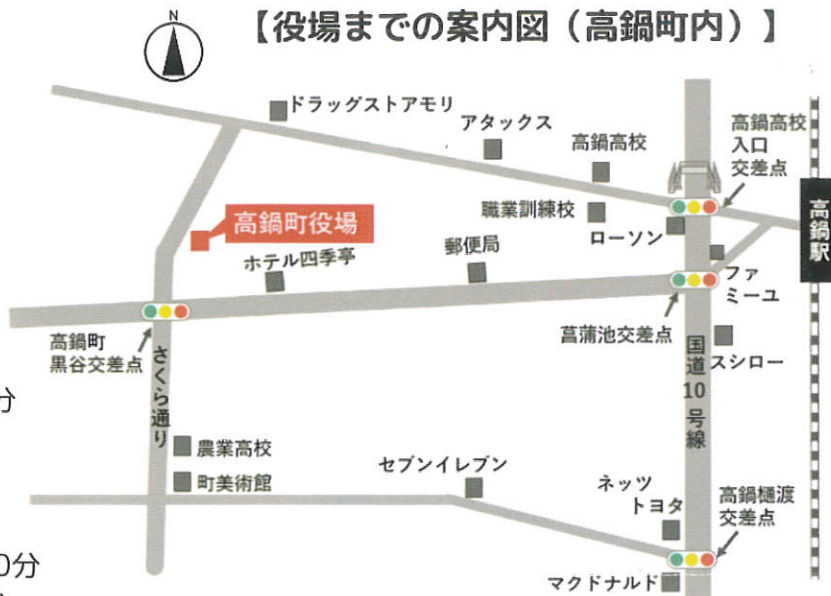 【役場までの案内図（高鍋町内）】
N
ドラッグストアモリ
アタックス
高鍋高校
高鍋高校
入口
交差点
高鍋町役場
職業訓練校
ローソン
高鍋駅
ホテル四季亭
郵便局
ファ
ミーユ
高鍋町
黒谷交差点
菖蒲池交差点
さくら通り
国道10号線
スシロー
分
農業高校
町美術館
セブンイレブン
ネッツ
トヨタ
高鍋樋渡
交差点
0分
マクドナルド